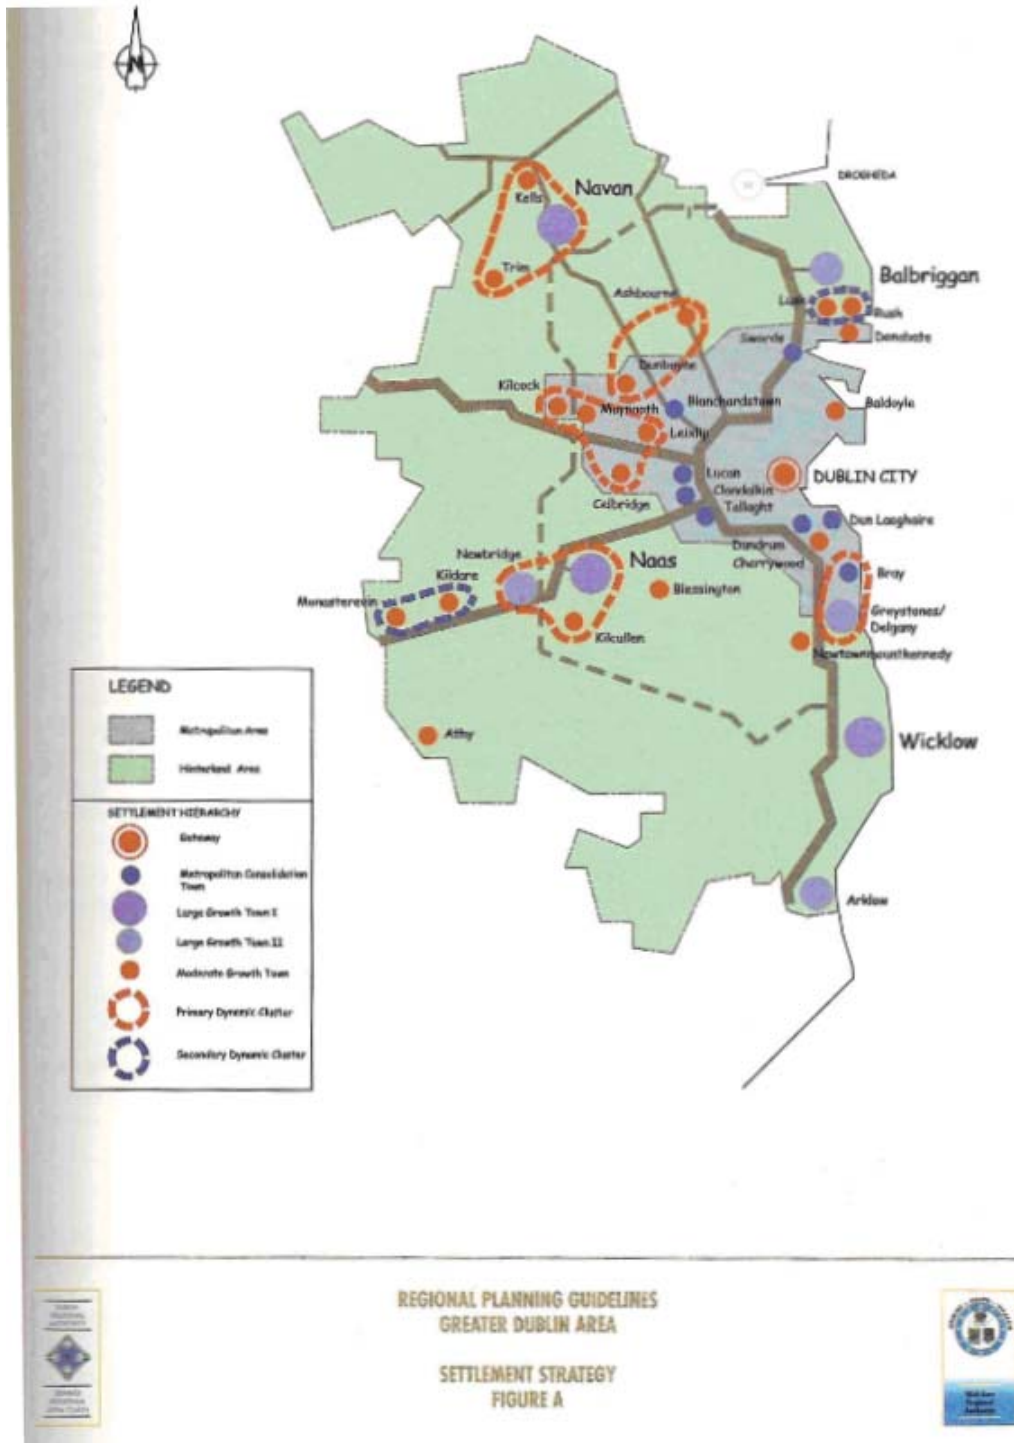 N
DROGHEDA
Navan
Kells
Trim
Balbriggan
Ashbourne
Lusk
Rush
Donabate
Swords
Dunboyne
Kilcock
Maynooth
Blanchardstown
Baldoyle
Leixlip
DUBLIN CITY
Lucan
Clondalkin
Tallaght
Celbridge
Dun Laoghaire
Dundrum
Cherrywood
Newbridge
Naas
Kildare
Monasterevin
Blessington
Bray
Greystones/
Delgany
Kilcullen
Newtownmountkennedy
Athy
Wicklow
Arklow
LEGEND
Metropolitan Area
Hinterland Area
SETTLEMENT HIERARCHY
Gateway
Metropolitan Consolidation
Town
Large Growth Town I
Large Growth Town II
Moderate Growth Town
Primary Dynamic Cluster
Secondary Dynamic Cluster
REGIONAL PLANNING GUIDELINES
GREATER DUBLIN AREA
SETTLEMENT STRATEGY
FIGURE A